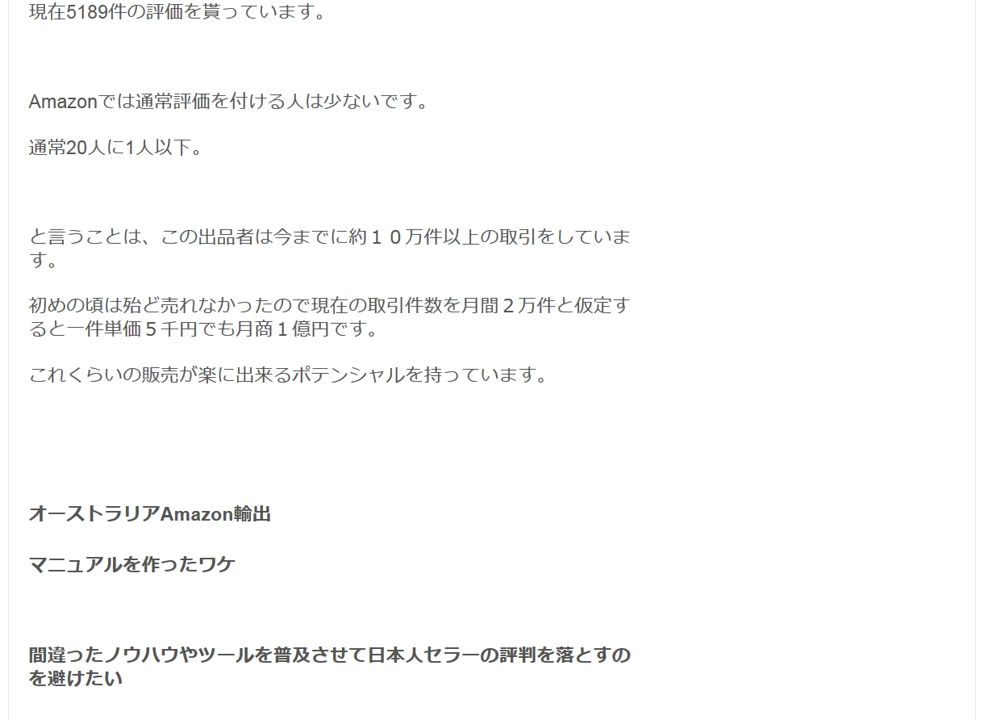 現在5189件の評価を貰っています。
Amazonでは通常評価を付ける人は少ないです。
通常20人に1人以下。
と言うことは、この出品者は今までに約１０万件以上の取引をしていま
す。
初めの頃は殆ど売れなかったので現在の取引件数を月間２万件と仮定す
ると一件単価５千円でも月商１億円です。
これくらいの販売が楽に出来るポテンシャルを持っています。
オーストラリアAmazon輸出
マニュアルを作ったワケ
間違ったノウハウやツールを普及させて日本人セラーの評判を落とすの
を避けたい